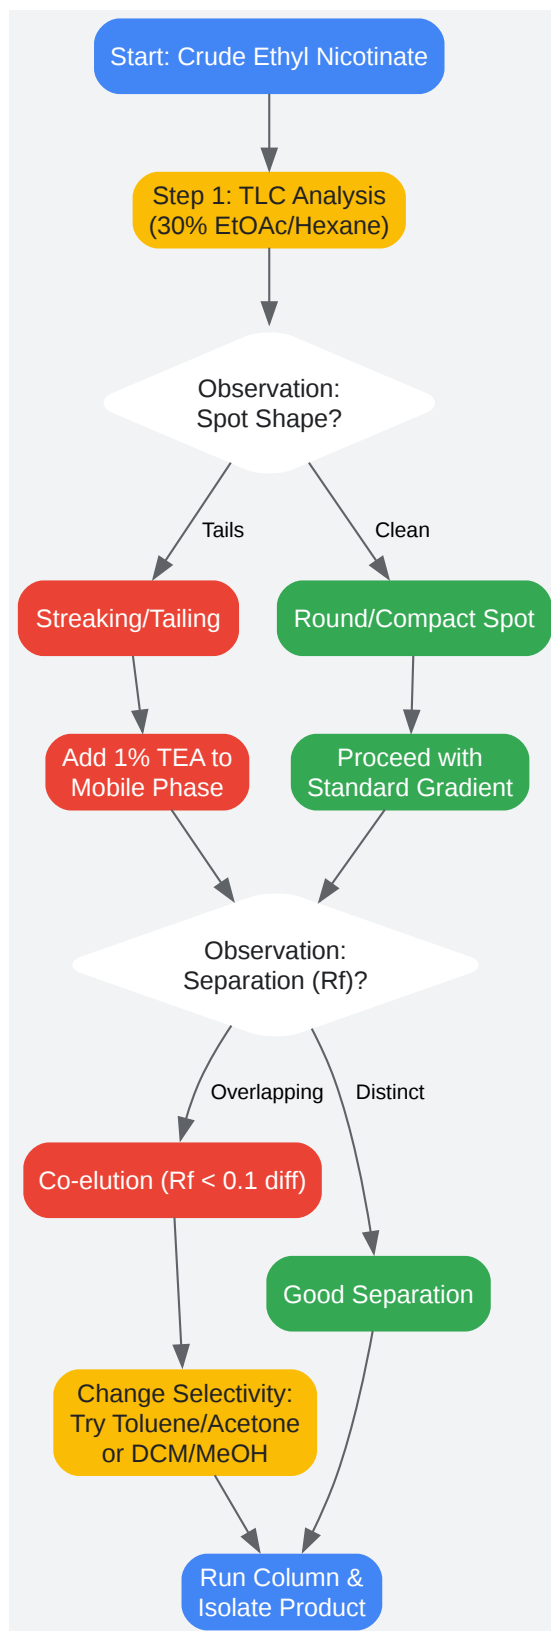 Start: Crude Ethyl Nicotinate
Step 1: TLC Analysis
(30% EtOAc/Hexane)
Observation:
Spot Shape?
Tails
Clean
Streaking/Tailing
Round/Compact Spot
Add 1% TEA to
Mobile Phase
Proceed with
Standard Gradient
Observation:
Separation (Rf)?
Overlapping
Distinct
Co-elution (Rf < 0.1 diff)
Good Separation
Change Selectivity:
Try Toluene/Acetone
or DCM/MeOH
Run Column &
Isolate Product